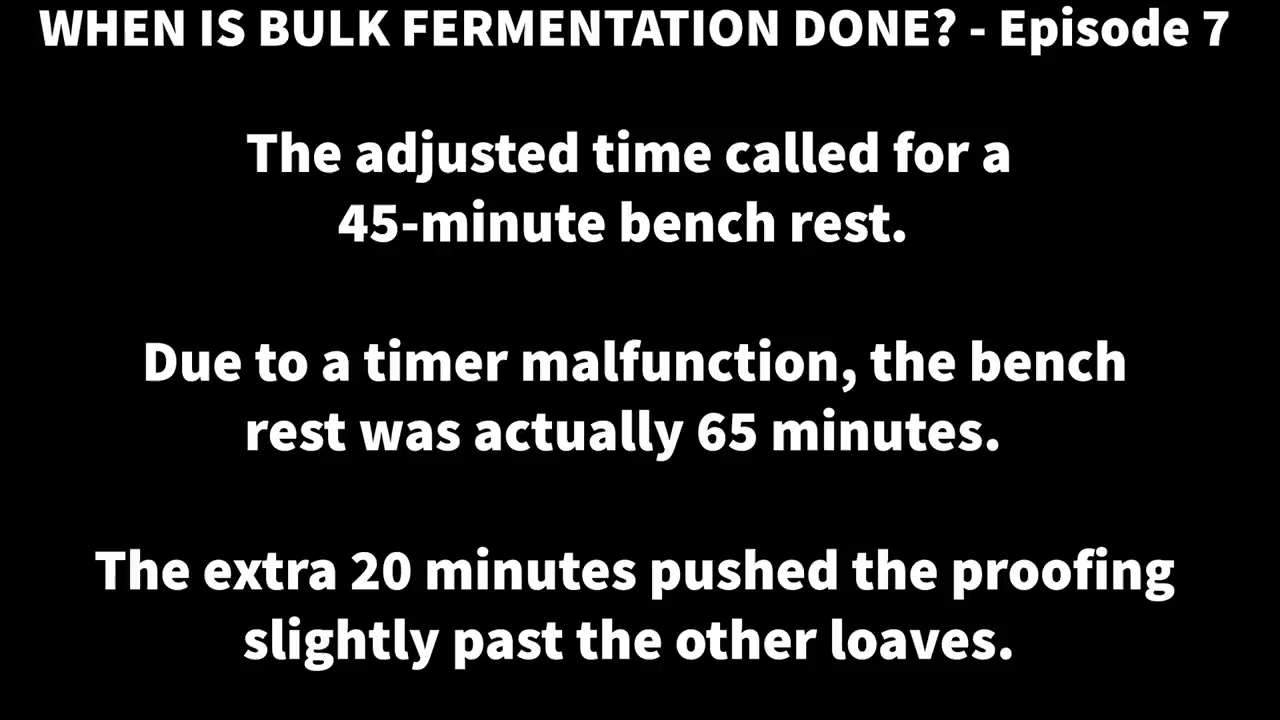 WHEN IS BULK FERMENTATION DONE? - Episode 7
The adjusted time called for a
45-minute bench rest.
Due to a timer malfunction, the bench
rest was actually 65 minutes.
The extra 20 minutes pushed the proofing
slightly past the other loaves.